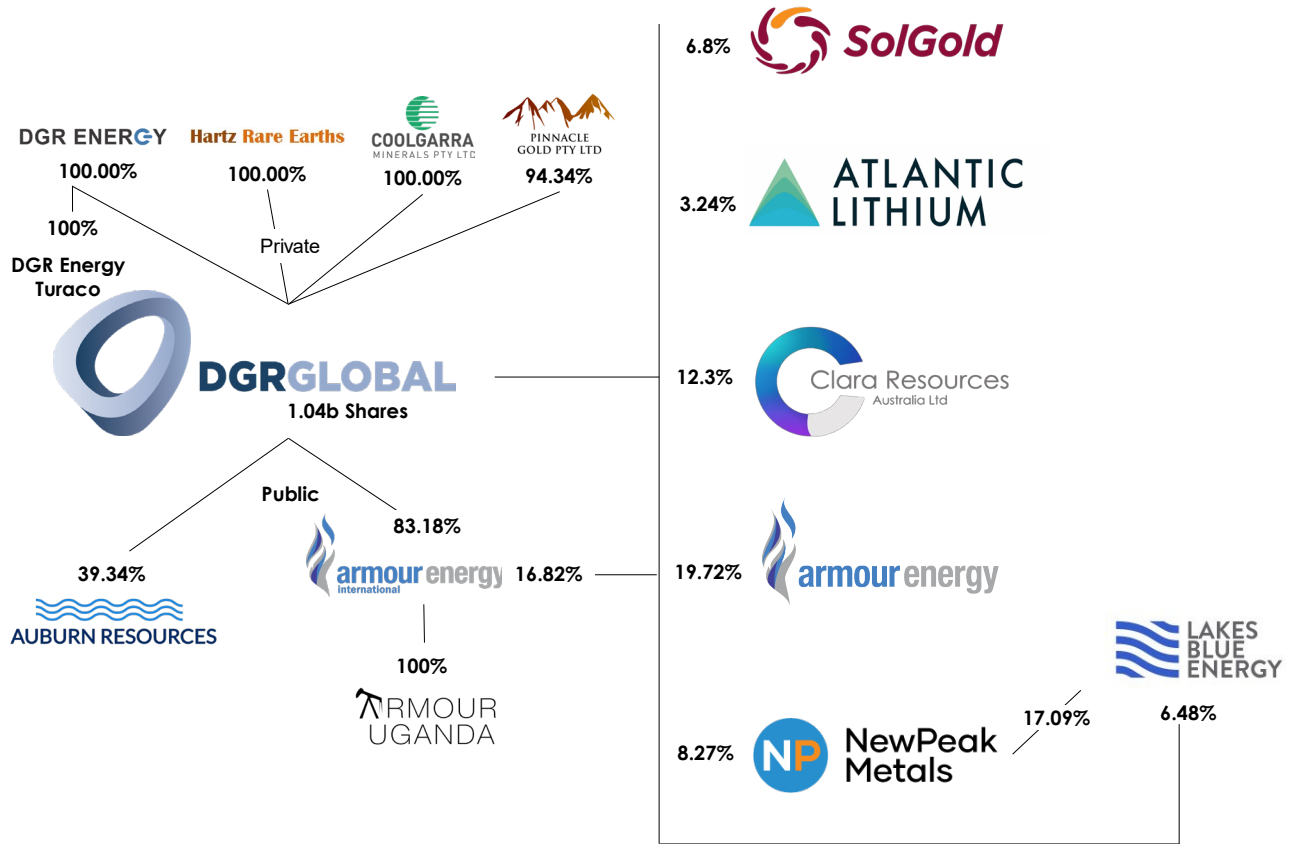 DGR ENERGY
100.00%
100%
DGR Energy
Turaco
Hartz Rare Earths
100.00%
Private
COOLGARRA
MINERALS PTY LTD
100.00%
PINNACLE
GOLD PTY LTD
94.34%
DGRGLOBAL
1.04b Shares
Public
39.34%
AUBURN RESOURCES
83.18%
armour energy
international
16.82%
100%
ARMOUR
UGANDA
6.8%
SolGold
3.24%
ATLANTIC
LITHIUM
12.3%
Clara Resources
Australia Ltd
19.72%
armour energy
8.27%
NP
NewPeak
Metals
17.09%
LAKES
BLUE
ENERGY
6.48%